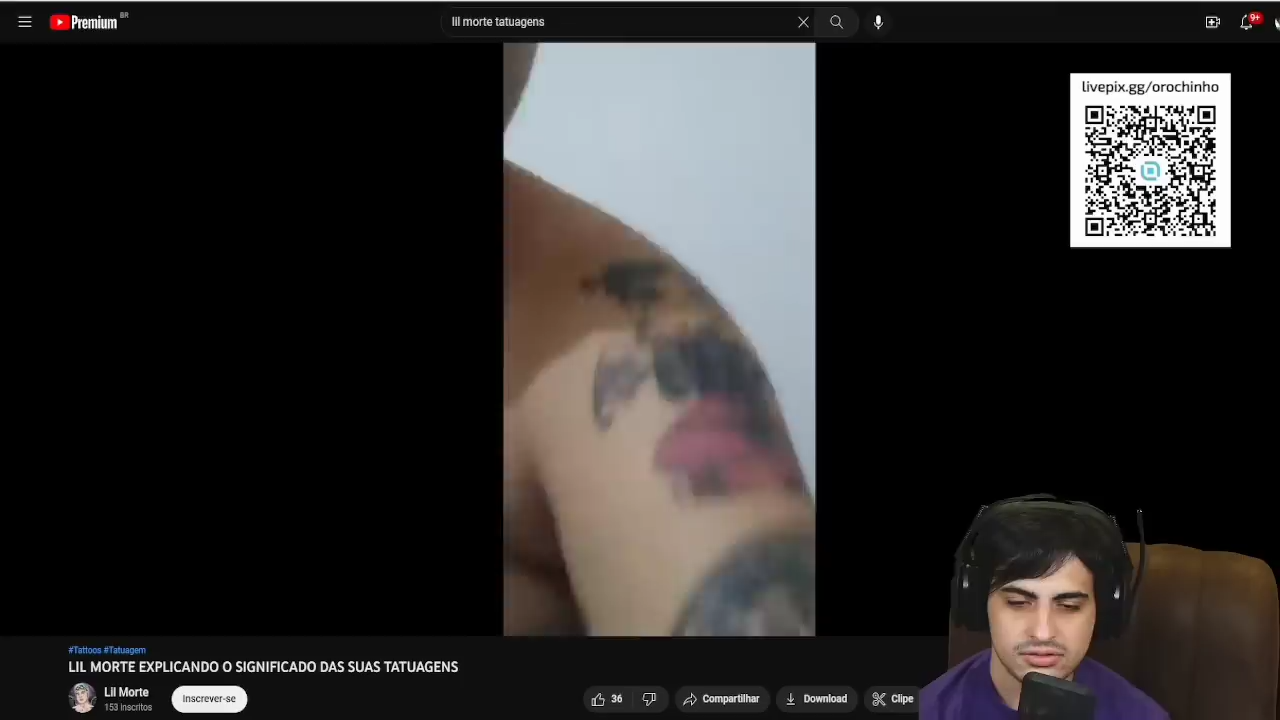 Premium BR
lil morte tatuagens
9+
livepix.gg/orochinho
#Tattoos #Tatuagem
LIL MORTE EXPLICANDO O SIGNIFICADO DAS SUAS TATUAGENS
Lil Morte
153 inscritos
Inscrever-se
36
Compartilhar
Download
Clipe